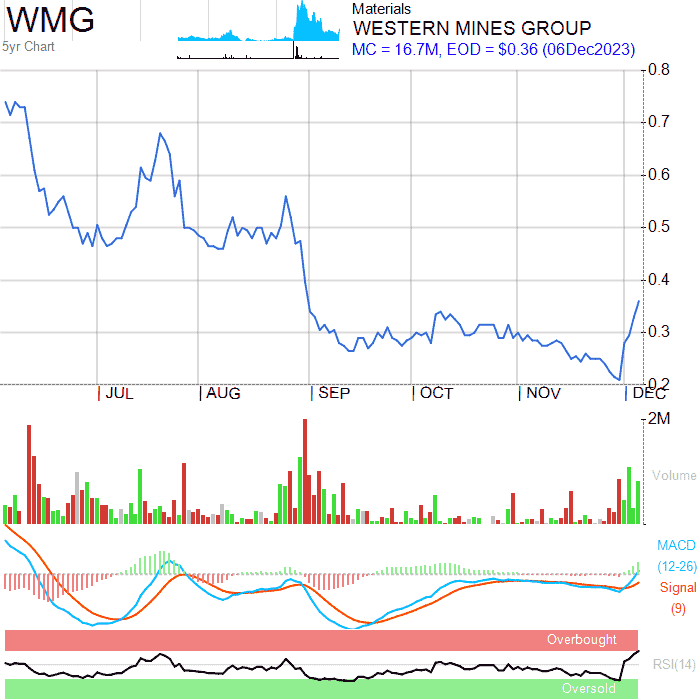 WMG
5yr Chart
Materials
WESTERN MINES GROUP
MC = 16.7M, EOD = $0.36 (06Dec2023)
0.8
0.7
0.6
0.5
0.4
0.3
0.2
JUL AUG SEP OCT NOV DEC
2M
Volume
MACD
(12-26)
Signal
(9)
Overbought
RSI(14)
Oversold